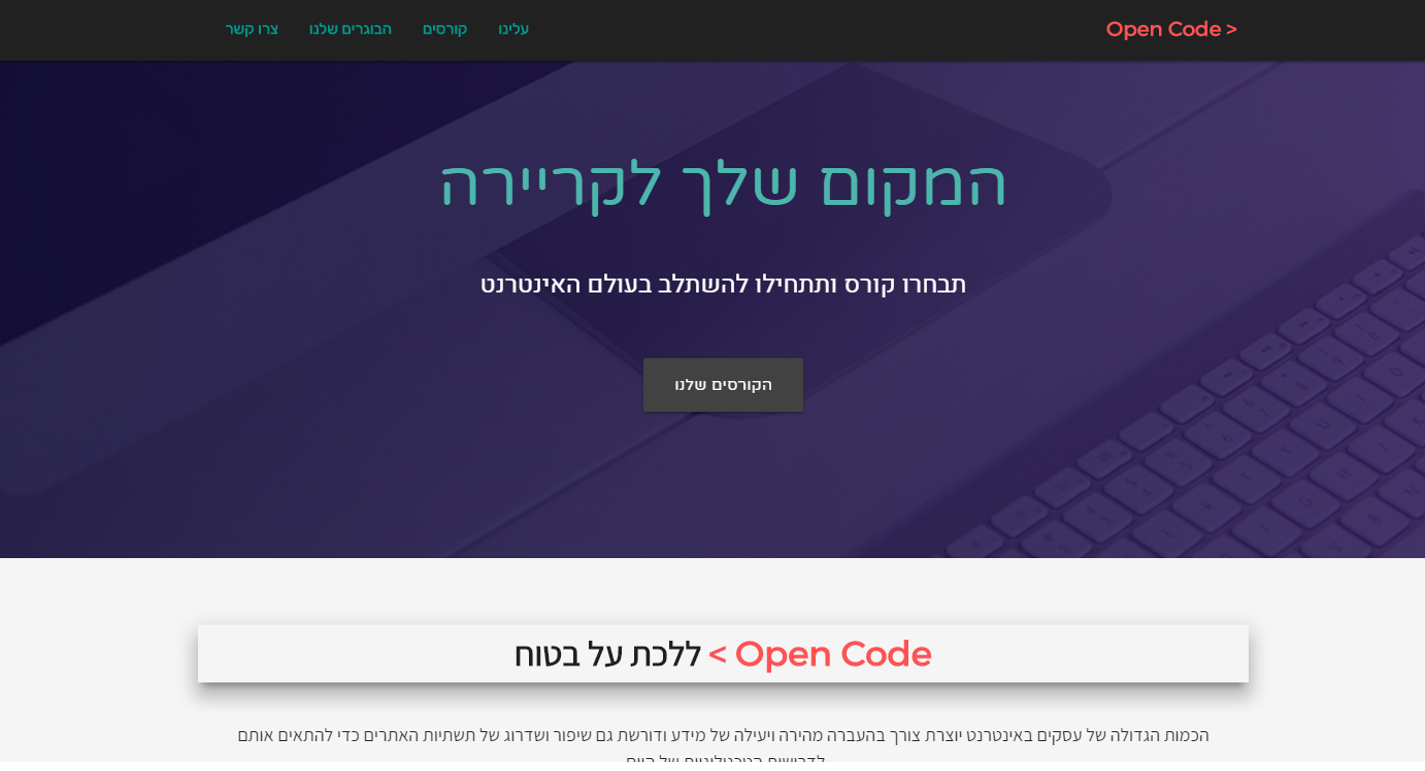 Open Code >
עלינו
קורסים
הבוגרים שלנו
צרו קשר
המקום שלך לקריירה
תבחרו קורס ותתחילו להשתלב בעולם האינטרנט
הקורסים שלנו
Open Code > ללכת על בטוח
הכמות הגדולה של עסקים באינטרנט יוצרת צורך בהעברה מהירה ויעילה של מידע ודורשת גם שיפור ושדרוג של תשתיות האתרים כדי להתאים אותם